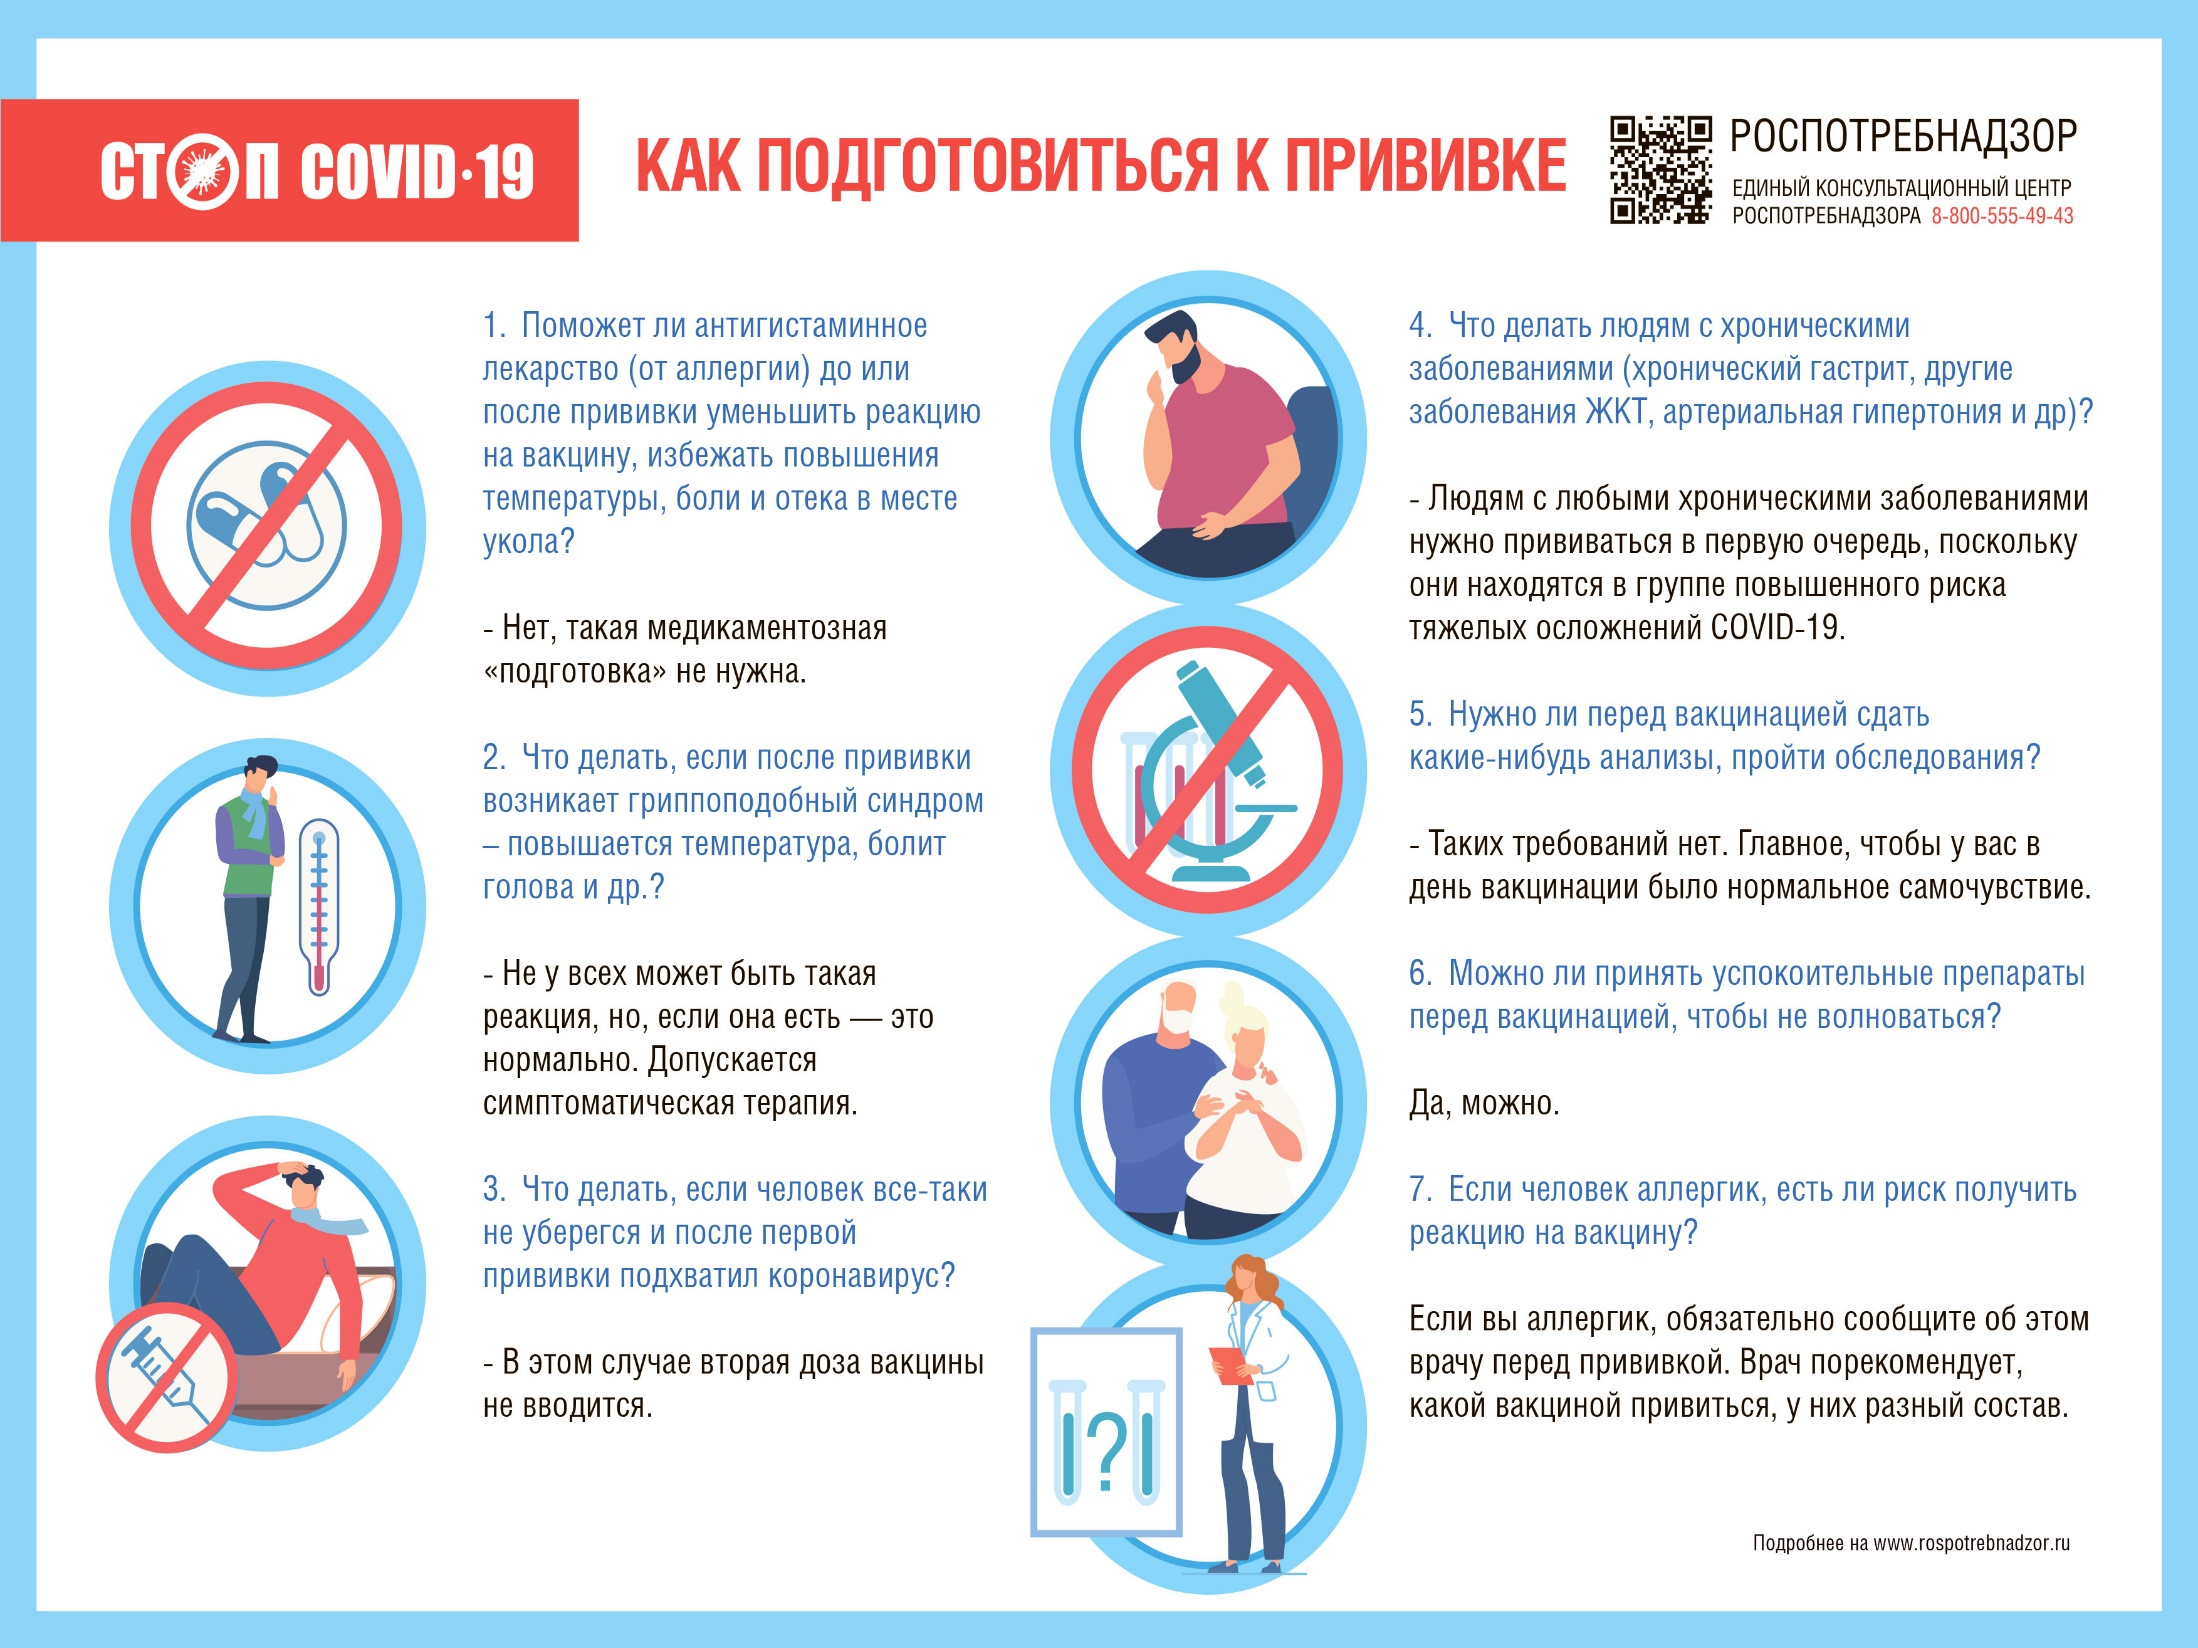 СТОП COVID-19
КАК ПОДГОТОВИТЬСЯ К ПРИВИВКЕ
РОСПОТРЕБНАДЗОР
ЕДИНЫЙ КОНСУЛЬТАЦИОННЫЙ ЦЕНТР
РОСПОТРЕБНАДЗОРА 8-800-555-49-43
1. Поможет ли антигистаминное
лекарство (от аллергии) до или
после прививки уменьшить реакцию
на вакцину, избежать повышения
температуры, боли и отека в месте
укола?
- Нет, такая медикаментозная
«подготовка» не нужна.
2. Что делать, если после прививки
возникает гриппоподобный синдром
– повышается температура, болит
голова и др.?
- Не у всех может быть такая
реакция, но, если она есть — это
нормально. Допускается
симптоматическая терапия.
3. Что делать, если человек все-таки
не уберегся и после первой
прививки подхватил коронавирус?
- В этом случае вторая доза вакцины
не вводится.
4. Что делать людям с хроническими
заболеваниями (хронический гастрит, другие
заболевания ЖКТ, артериальная гипертония и др)?
- Людям с любыми хроническими заболеваниями
нужно прививаться в первую очередь, поскольку
они находятся в группе повышенного риска
тяжелых осложнений COVID-19.
5. Нужно ли перед вакцинацией сдать
какие-нибудь анализы, пройти обследования?
- Таких требований нет. Главное, чтобы у вас в
день вакцинации было нормальное самочувствие.
6. Можно ли принять успокоительные препараты
перед вакцинацией, чтобы не волноваться?
Да, можно.
7. Если человек аллергик, есть ли риск получить
реакцию на вакцину?
Если вы аллергик, обязательно сообщите об этом
врачу перед прививкой. Врач порекомендует,
какой вакциной привиться, у них разный состав.
?
Подробнее на www.rospotrebnadzor.ru